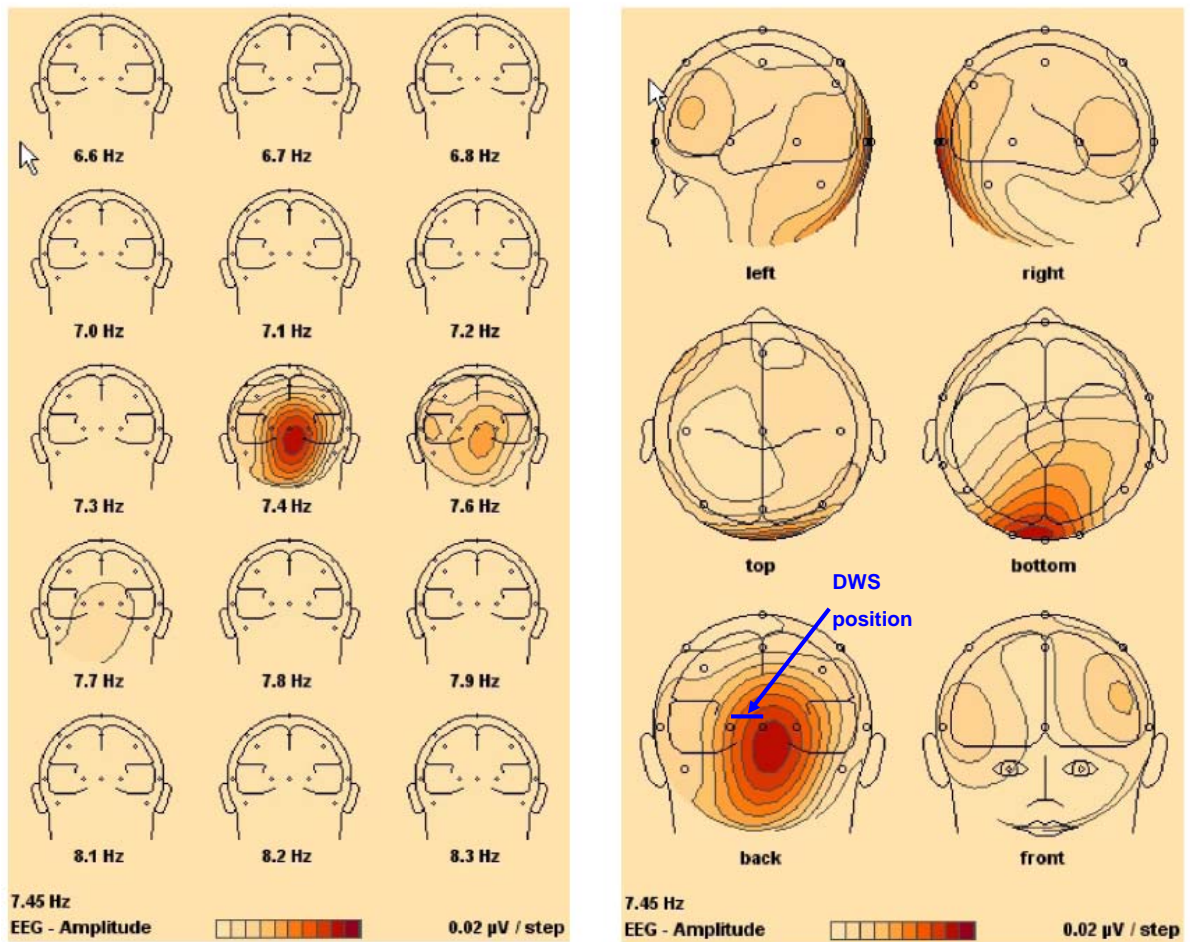 6.6 Hz 6.7 Hz 6.8 Hz
7.0 Hz 7.1 Hz 7.2 Hz
7.3 Hz 7.4 Hz 7.6 Hz
7.7 Hz 7.8 Hz 7.9 Hz
8.1 Hz 8.2 Hz 8.3 Hz
7.45 Hz
EEG - Amplitude 0.02 µV / step
left right
top bottom
DWS
position
back front
7.45 Hz
EEG - Amplitude 0.02 µV / step